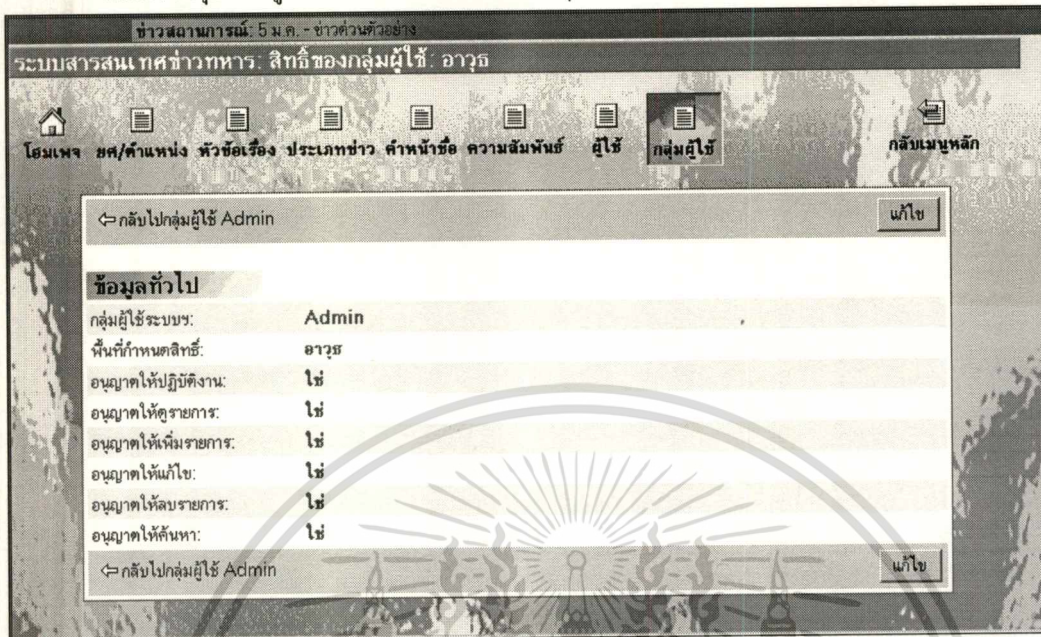 ข่าวสถานการณ์: 5 ม.ค. - ข่าวด่วนตัวอย่าง
ระบบสารสนเทศข่าวทหาร: สิทธิ์ของกลุ่มผู้ใช้: อาวุธ
โฮมเพจ ยศ/ตำแหน่ง หัวข้อเรื่อง ประเภทข่าว คำหน้าชื่อ ความสัมพันธ์ ผู้ใช้ กลุ่มผู้ใช้ กลับเมนูหลัก
⇦กลับไปกลุ่มผู้ใช้ Admin แก้ไข
ข้อมูลทั่วไป
กลุ่มผู้ใช้ระบบฯ: Admin
พื้นที่กำหนดสิทธิ์: อาวุธ
อนุญาตให้ปฏิบัติงาน: ใช่
อนุญาตให้ดูรายการ: ใช่
อนุญาตให้เพิ่มรายการ: ใช่
อนุญาตให้แก้ไข: ใช่
อนุญาตให้ลบรายการ: ใช่
อนุญาตให้ค้นหา: ใช่
⇦กลับไปกลุ่มผู้ใช้ Admin แก้ไข